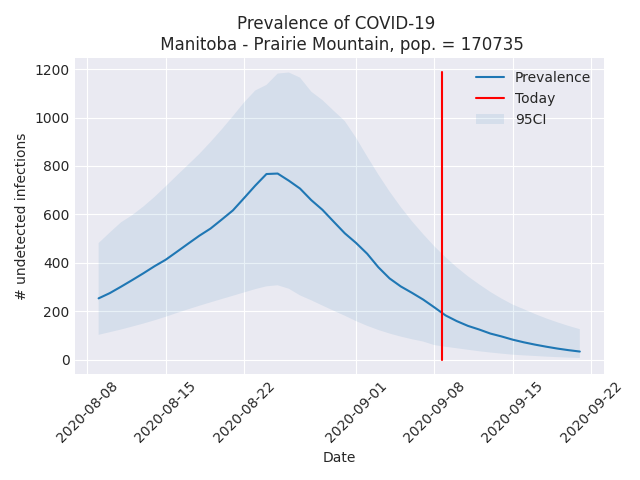 Prevalence of COVID-19
Manitoba - Prairie Mountain, pop. = 170735
1200
1000
800
600
400
200
0
# undetected infections
Prevalence
Today
95CI
2020-08-08
2020-08-15
2020-08-22
2020-09-01
2020-09-08
2020-09-15
2020-09-22
Date